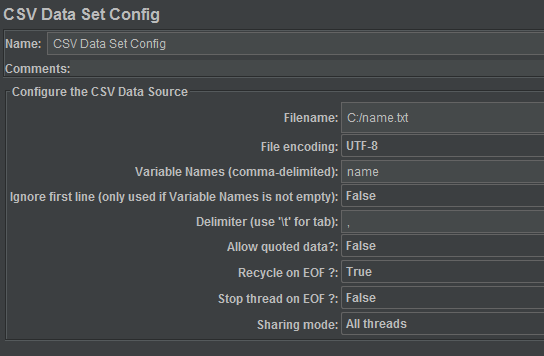 CSV Data Set Config
Name: CSV Data Set Config
Comments:
Configure the CSV Data Source
Filename: C:/name.txt
File encoding: UTF-8
Variable Names (comma-delimited): name
Ignore first line (only used if Variable Names is not empty): False
Delimiter (use '\t' for tab): ,
Allow quoted data?: False
Recycle on EOF ?: True
Stop thread on EOF ?: False
Sharing mode: All threads